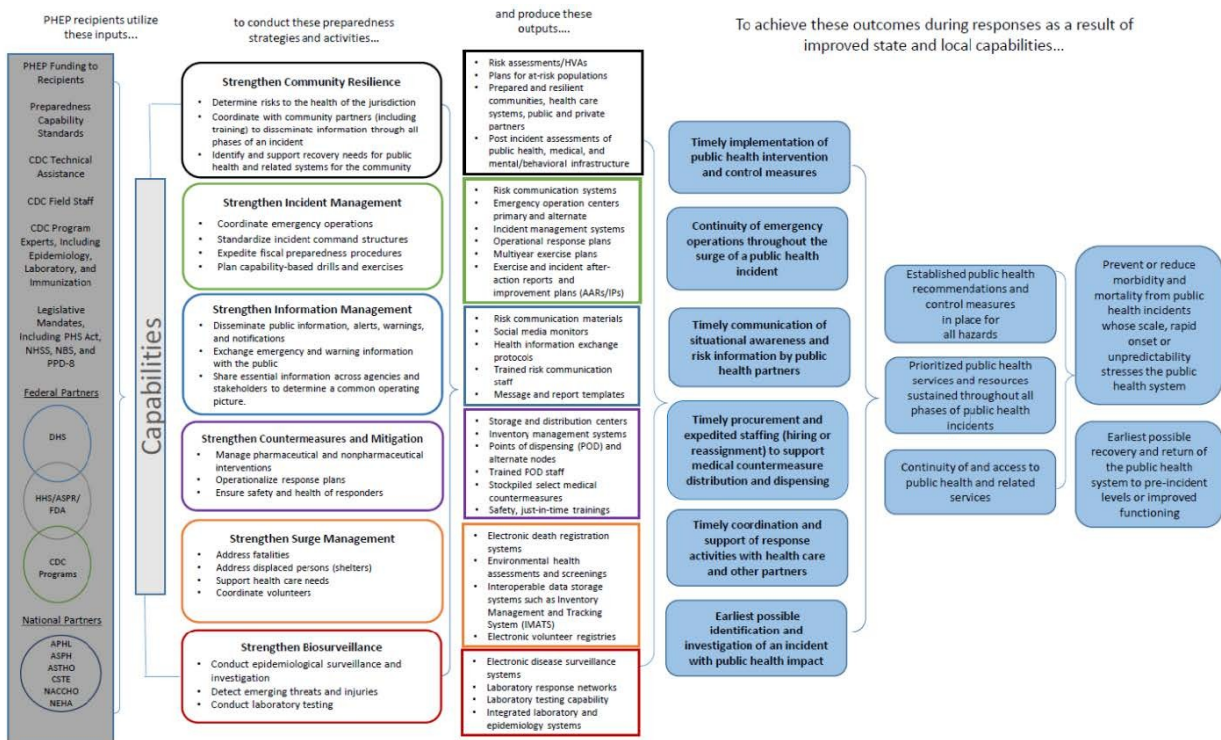 PHEP recipients utilize
these inputs...
to conduct these preparedness
strategies and activities...
and produce these
outputs....
To achieve these outcomes during responses as a result of
improved state and local capabilities...
PHEP Funding to
Recipients
Preparedness
Capability
Standards
CDC Technical
Assistance
CDC Field Staff
CDC Program
Experts, Including
Epidemiology,
Laboratory, and
Immunization
Legislative
Mandates,
Including PHS Act,
NHSS, NBS, and
PPD-8
Federal Partners
DHS
HHS/ASPR/
FDA
CDC
Programs
National Partners
APHL
ASPH
ASTHO
CSTE
NACCHO
NEHA
Capabilities
Strengthen Community Resilience
• Determine risks to the health of the jurisdiction
• Coordinate with community partners (including
training) to disseminate information through all
phases of an incident
• Identify and support recovery needs for public
health and related systems for the community
Strengthen Incident Management
• Coordinate emergency operations
• Standardize incident command structures
• Expedite fiscal preparedness procedures
• Plan capability-based drills and exercises
Strengthen Information Management
• Disseminate public information, alerts, warnings,
and notifications
• Exchange emergency and warning information
with the public
• Share essential information across agencies and
stakeholders to determine a common operating
picture.
Strengthen Countermeasures and Mitigation
• Manage pharmaceutical and nonpharmaceutical
interventions
• Operationalize response plans
• Ensure safety and health of responders
Strengthen Surge Management
• Address fatalities
• Address displaced persons (shelters)
• Support health care needs
• Coordinate volunteers
Strengthen Biosurveillance
• Conduct epidemiological surveillance and
investigation
• Detect emerging threats and injuries
• Conduct laboratory testing
• Risk assessments/HVAs
• Plans for at-risk populations
• Prepared and resilient
communities, health care
systems, public and private
partners
• Post incident assessments of
public health, medical, and
mental/behavioral infrastructure
• Risk communication systems
• Emergency operation centers
primary and alternate
• Incident management systems
• Operational response plans
• Multiyear exercise plans
• Exercise and incident after-
action reports and
improvement plans (AARs/IPs)
• Risk communication materials
• Social media monitors
• Health information exchange
protocols
• Trained risk communication
staff
• Message and report templates
• Storage and distribution centers
• Inventory management systems
• Points of dispensing (POD) and
alternate nodes
• Trained POD staff
• Stockpiled select medical
countermeasures
• Safety, just-in-time trainings
• Electronic death registration
systems
• Environmental health
assessments and screenings
• Interoperable data storage
systems such as Inventory
Management and Tracking
System (IMATS)
• Electronic volunteer registries
• Electronic disease surveillance
systems
• Laboratory response networks
• Laboratory testing capability
• Integrated laboratory and
epidemiology systems
Timely implementation of
public health intervention
and control measures
Continuity of emergency
operations throughout the
surge of a public health
incident
Timely communication of
situational awareness and
risk information by public
health partners
Timely procurement and
expedited staffing (hiring or
reassignment) to support
medical countermeasure
distribution and dispensing
Timely coordination and
support of response
activities with health care
and other partners
Earliest possible
identification and
investigation of an incident
with public health impact
Established public health
recommendations and
control measures
in place for
all hazards
Prioritized public health
services and resources
sustained throughout all
phases of public health
incidents
Continuity of and access to
public health and related
services
Prevent or reduce
morbidity and
mortality from public
health incidents
whose scale, rapid
onset or
unpredictability
stresses the public
health system
Earliest possible
recovery and return of
the public health
system to pre-incident
levels or improved
functioning